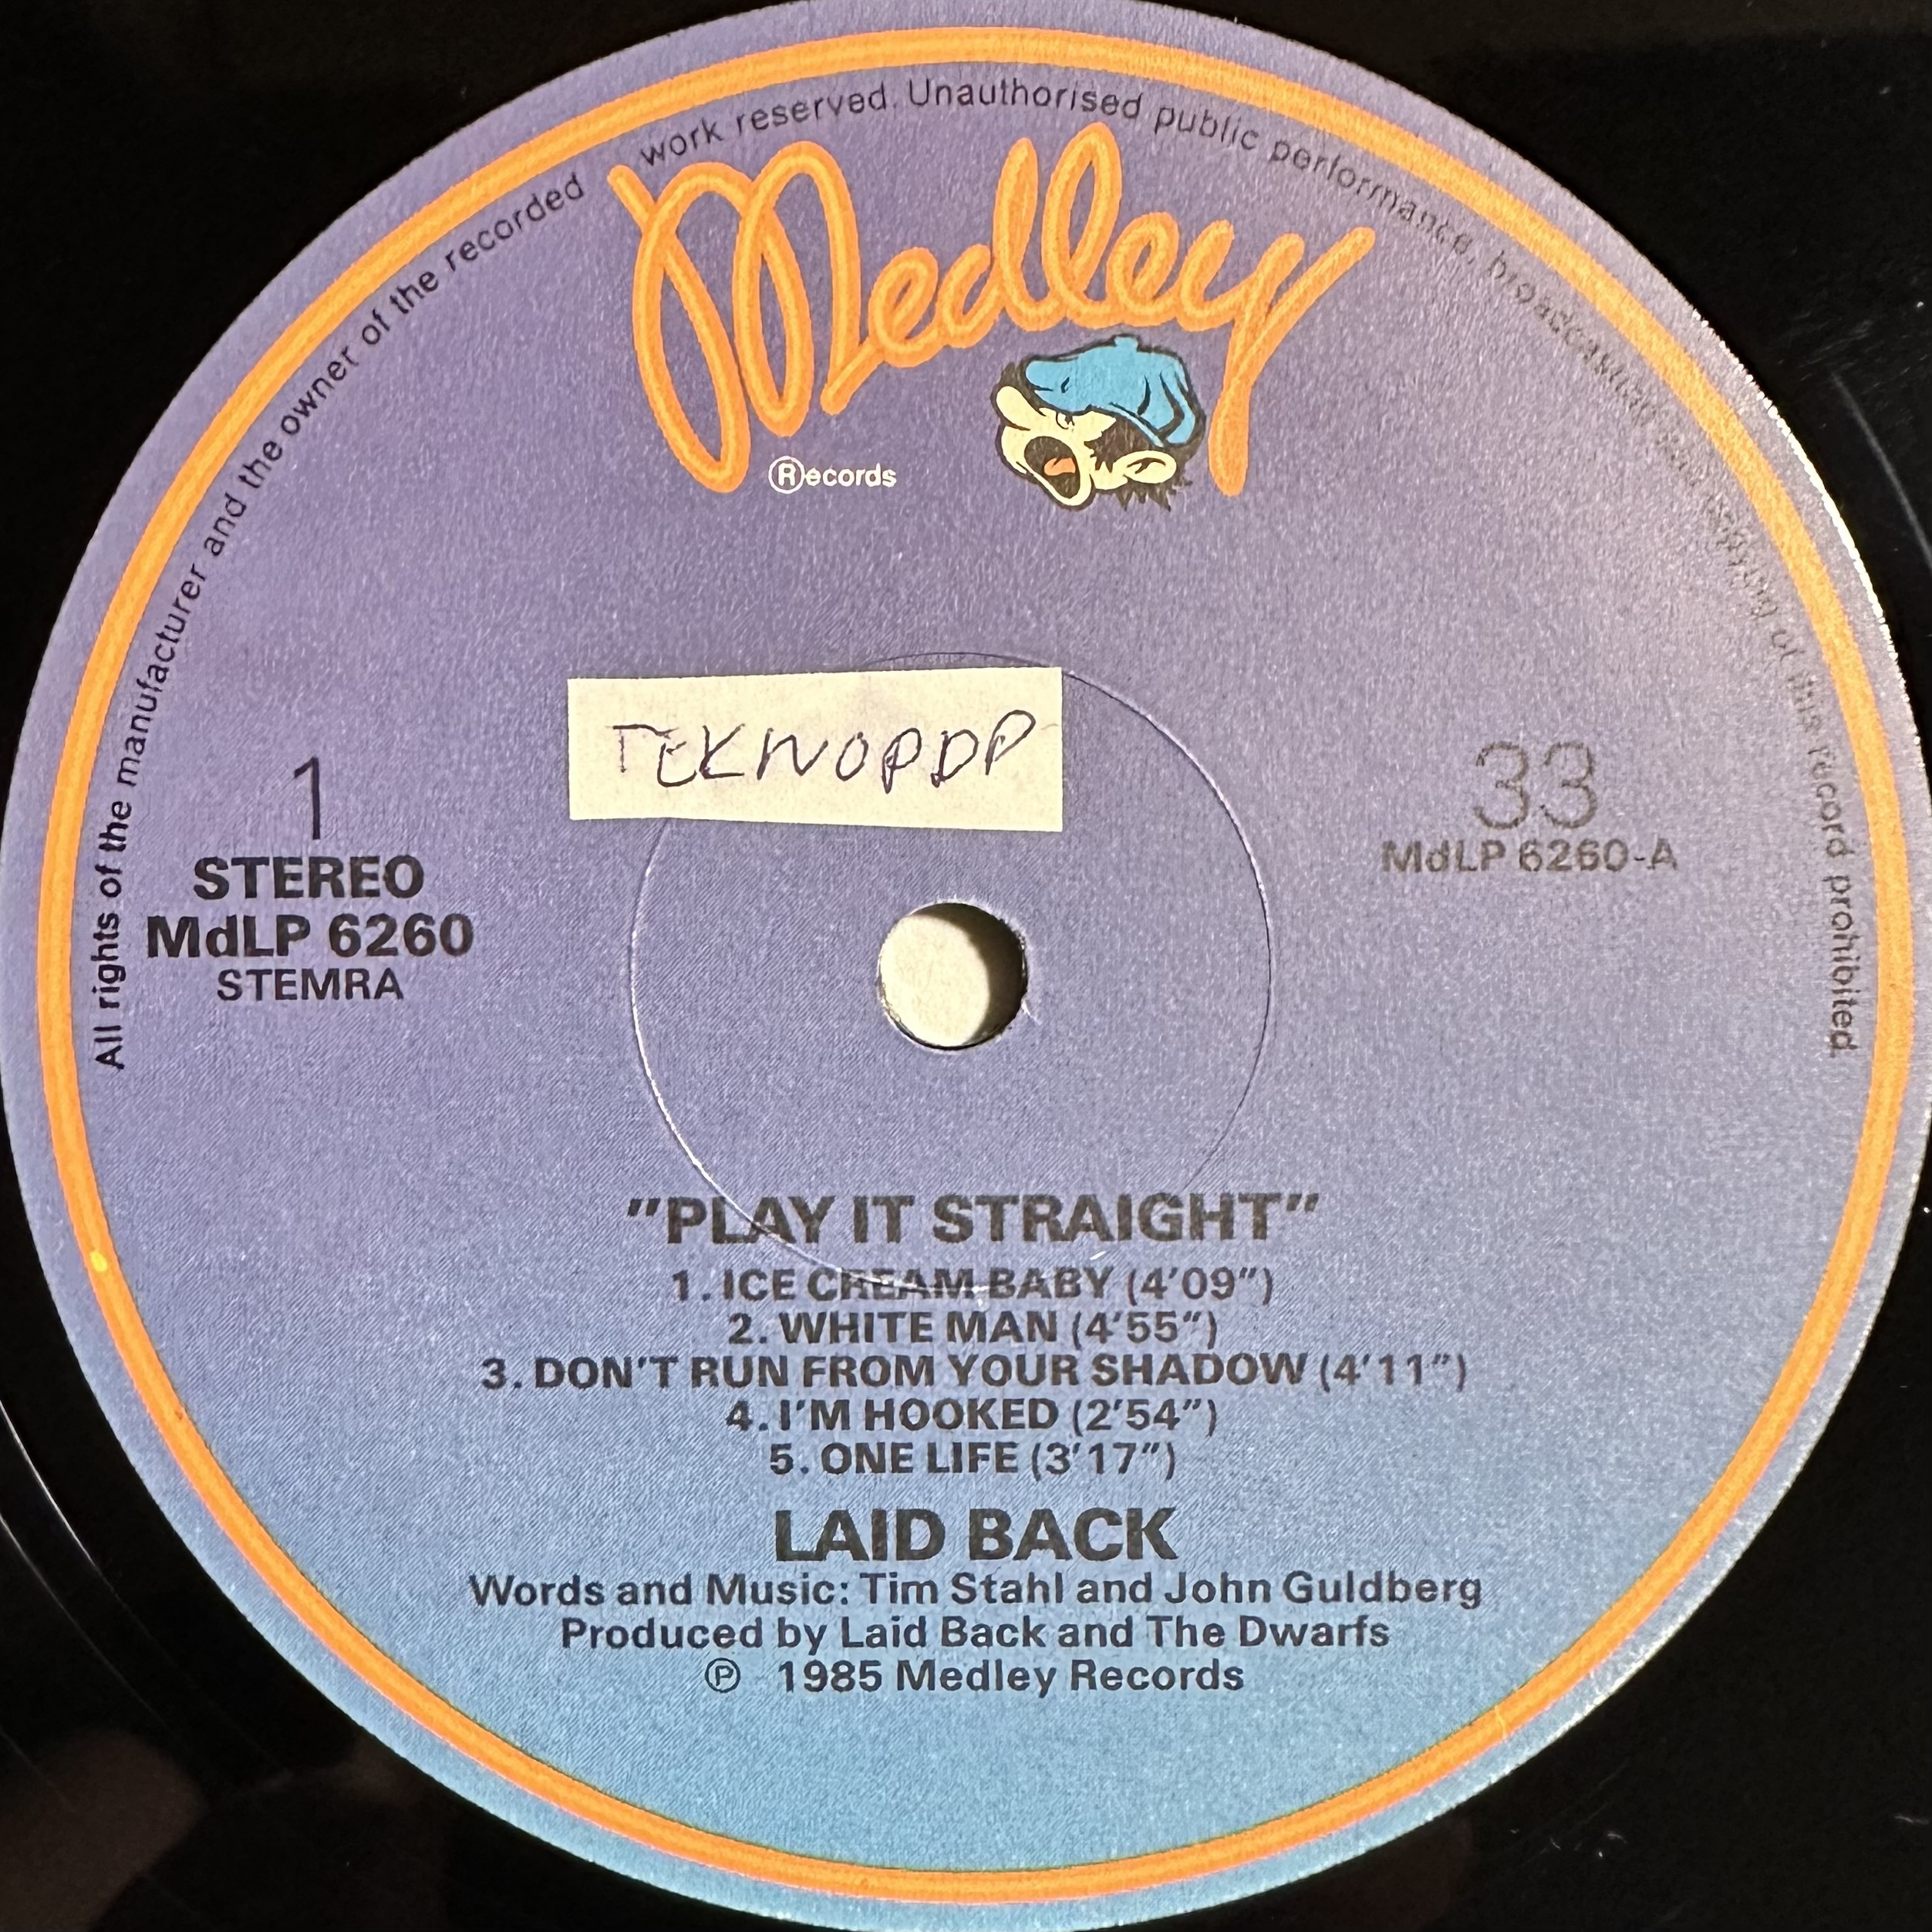 All rights of the manufacturer and the owner of the recorded work reserved. Unauthorised public performance, broadcasting and copying of this record prohibited.
Medley
Records
TEKNOPOP
1
STEREO
MdLP 6260
STEMRA
33
MdLP 6260-A
"PLAY IT STRAIGHT"
1. ICE CREAM BABY (4'09")
2. WHITE MAN (4'55")
3. DON'T RUN FROM YOUR SHADOW (4'11")
4. I'M HOOKED (2'54")
5. ONE LIFE (3'17")
LAID BACK
Words and Music: Tim Stahl and John Guldberg
Produced by Laid Back and The Dwarfs
℗ 1985 Medley Records